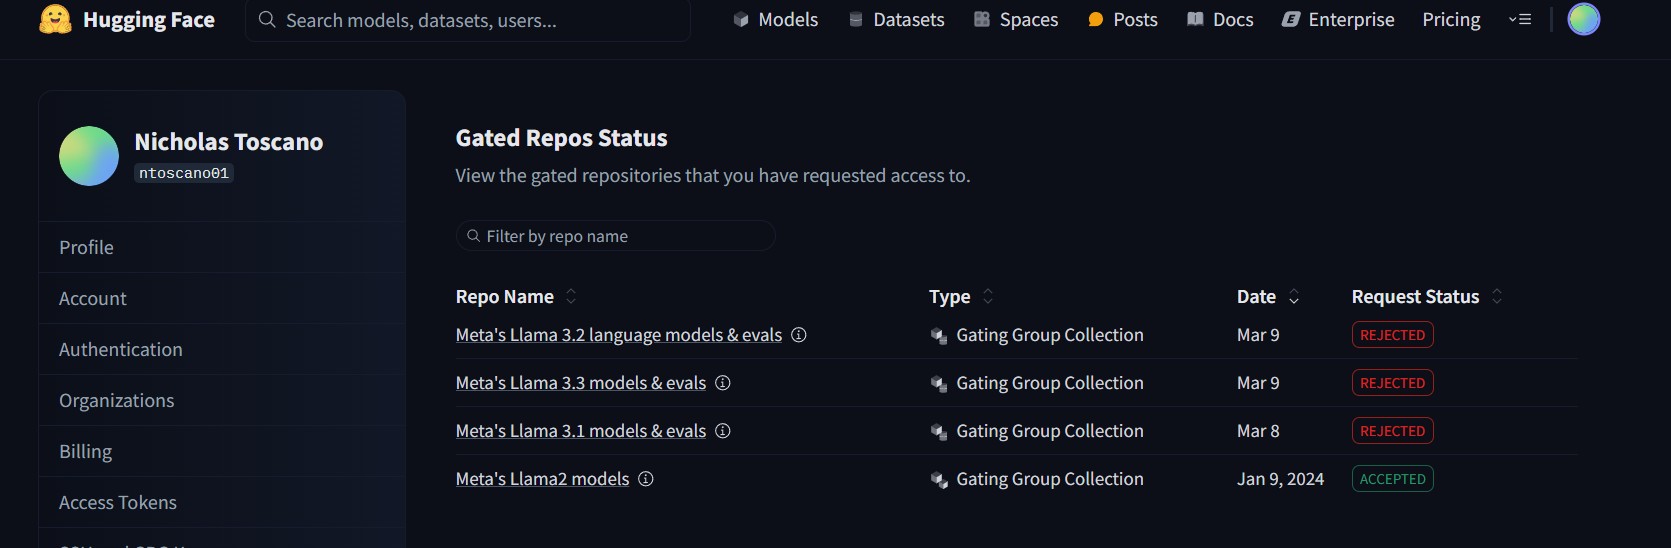 Hugging Face
Search models, datasets, users...
Models
Datasets
Spaces
Posts
Docs
Enterprise
Pricing
Nicholas Toscano
ntoscano01
Profile
Account
Authentication
Organizations
Billing
Access Tokens
Gated Repos Status
View the gated repositories that you have requested access to.
Filter by repo name
Repo Name Type Date Request Status
Meta's Llama 3.2 language models & evals Gating Group Collection Mar 9 REJECTED
Meta's Llama 3.3 models & evals Gating Group Collection Mar 9 REJECTED
Meta's Llama 3.1 models & evals Gating Group Collection Mar 8 REJECTED
Meta's Llama2 models Gating Group Collection Jan 9, 2024 ACCEPTED